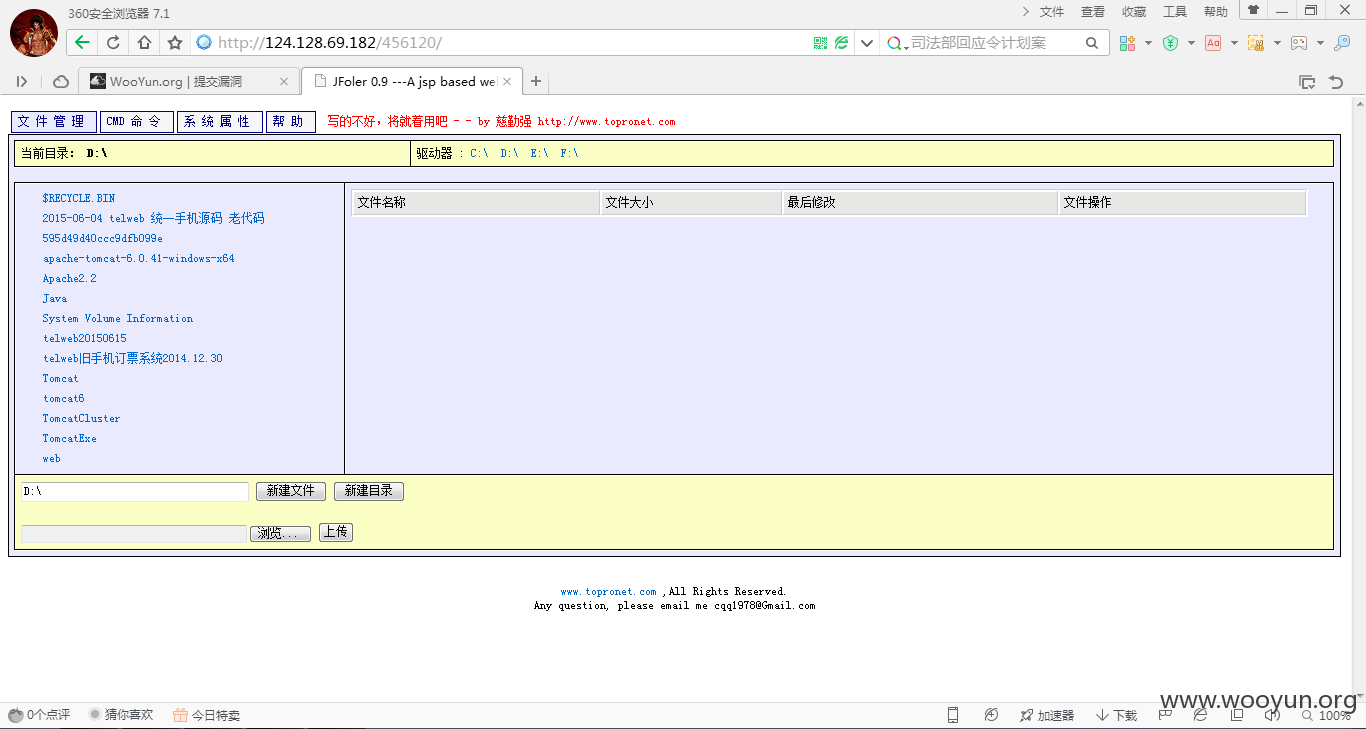 360安全浏览器 7.1
文件 查看 收藏 工具 帮助
http://124.128.69.182/456120/
司法部回应令计划案
WooYun.org | 提交漏洞
JFoler 0.9 ---A jsp based we
文件管理 CMD命令 系统属性 帮助 写的不好，将就着用吧 - - by 慈勤强 http://www.topronet.com
当前目录: D:\ 驱动器 : C:\ D:\ E:\ F:\
$RECYCLE.BIN
2015-06-04 telweb 统一手机源码 老代码
595d49d40ccc9dfb099e
apache-tomcat-6.0.41-windows-x64
Apache2.2
Java
System Volume Information
telweb20150615
telweb旧手机订票系统2014.12.30
Tomcat
tomcat6
TomcatCluster
TomcatExe
web
文件名称 文件大小 最后修改 文件操作
D:\ 新建文件 新建目录
浏览... 上传
www.topronet.com ,All Rights Reserved.
Any question, please email me cqq1978@Gmail.com
www.wooyun.org
0个点评 猜你喜欢 今日特卖 加速器 下载 100%